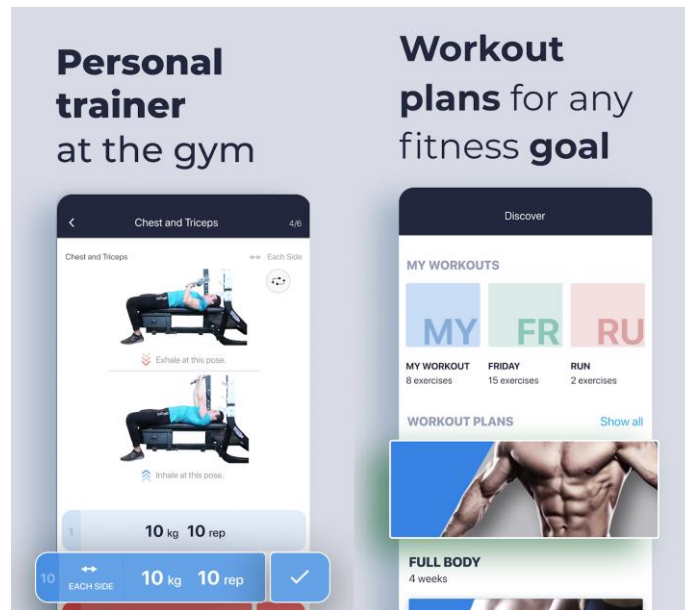 Personal
trainer
at the gym
Chest and Triceps
4/6
Chest and Triceps
Each Side
Exhale at this pose.
Inhale at this pose.
1
10 kg 10 rep
10
EACH SIDE
10 kg 10 rep
Workout
plans for any
fitness goal
Discover
MY WORKOUTS
MY
FR
RU
MY WORKOUT
8 exercises
FRIDAY
15 exercises
RUN
2 exercises
WORKOUT PLANS
Show all
FULL BODY
4 weeks